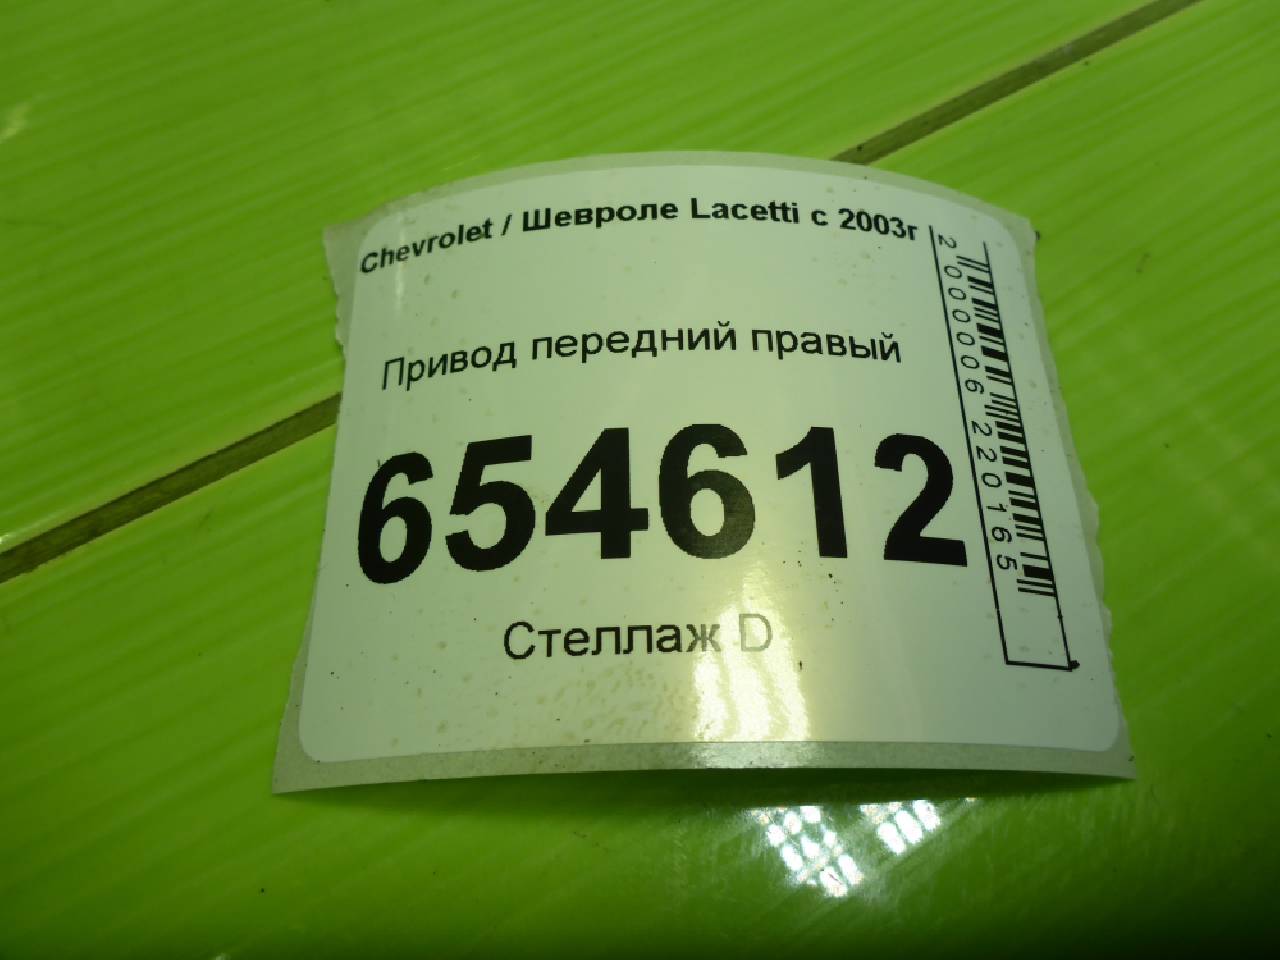 Chevrolet / Шевроле Lacetti с 2003г
Привод передний правый
654612
Стеллаж D
2000006220165